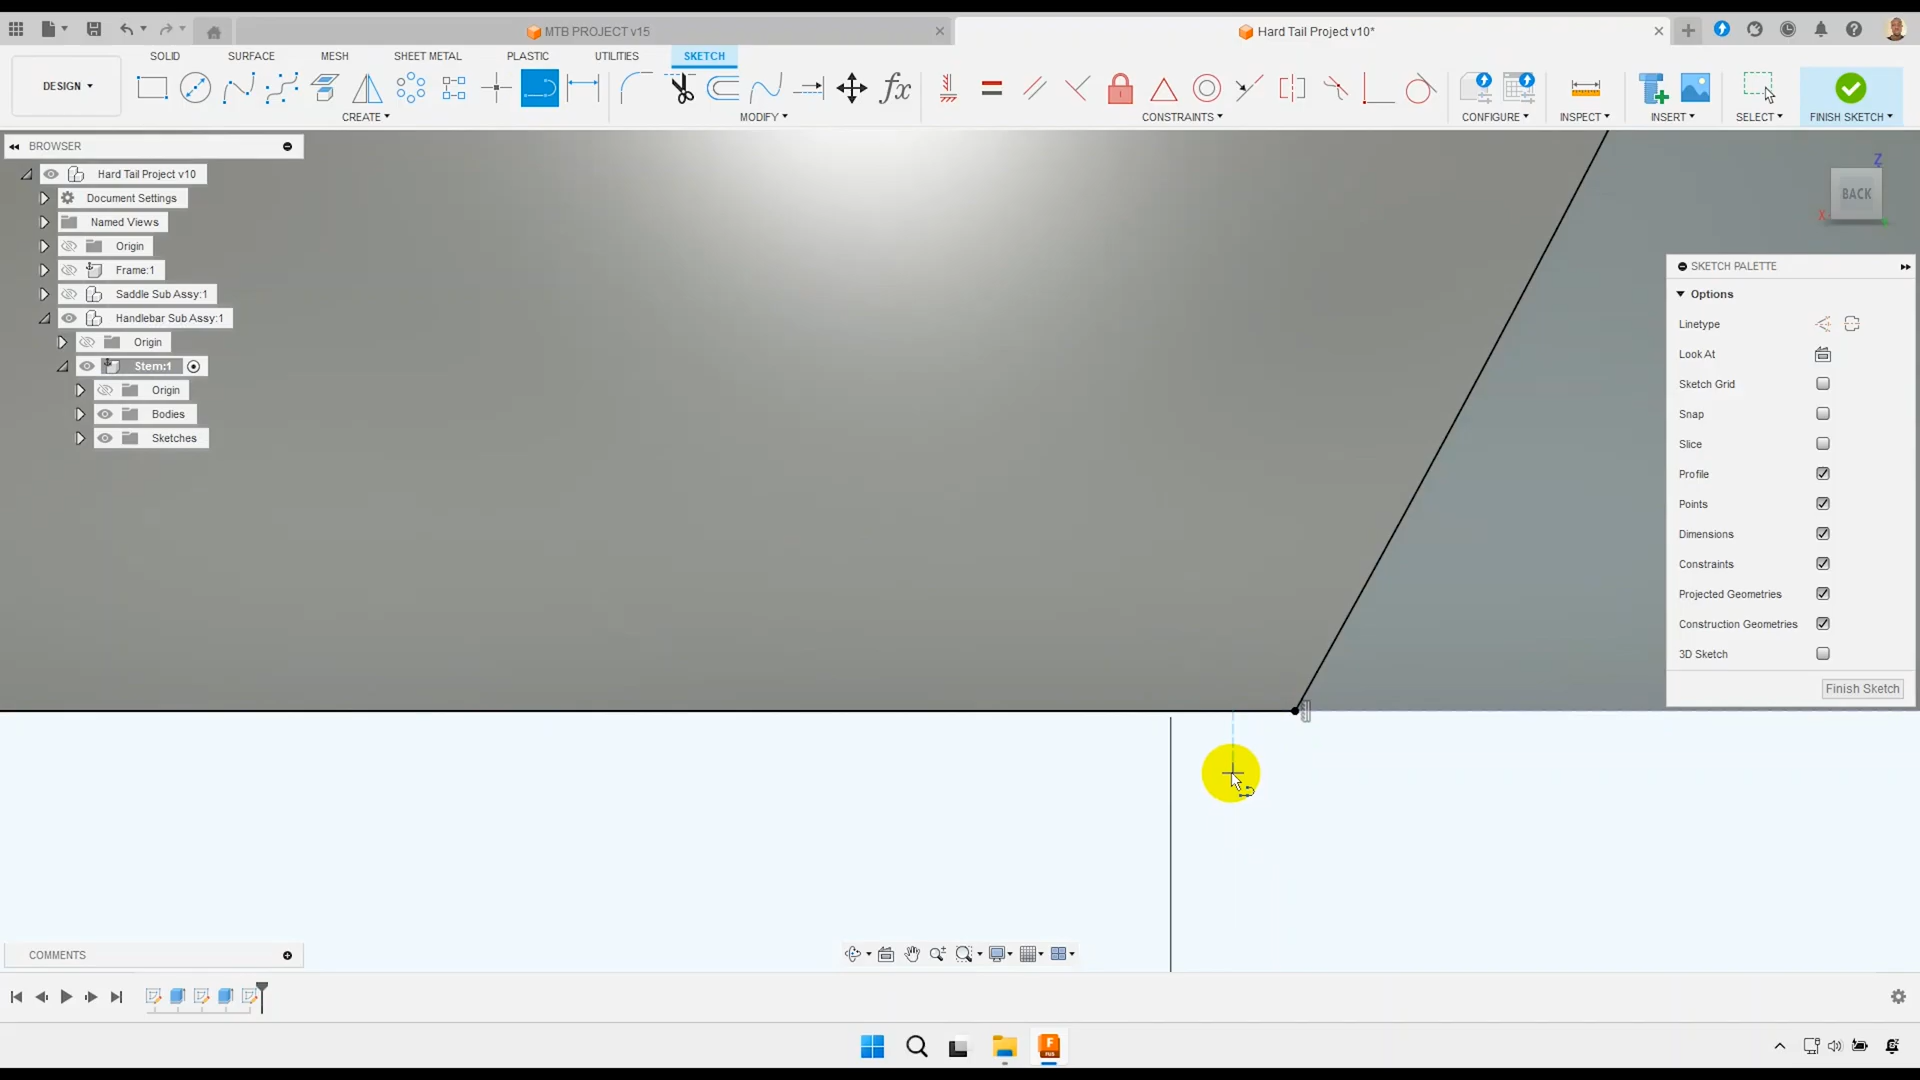 MTB PROJECT v15
Hard Tail Project v10*
SOLID SURFACE MESH SHEET METAL PLASTIC UTILITIES SKETCH
DESIGN
fx
CREATE MODIFY CONSTRAINTS CONFIGURE INSPECT INSERT SELECT FINISH SKETCH
BROWSER
Hard Tail Project v10
Document Settings
Named Views
Origin
Frame:1
Saddle Sub Assy:1
Handlebar Sub Assy:1
Origin
Stem:1
Origin
Bodies
Sketches
Z
BACK
X
SKETCH PALETTE
Options
Linetype
Look At
Sketch Grid
Snap
Slice
Profile
Points
Dimensions
Constraints
Projected Geometries
Construction Geometries
3D Sketch
Finish Sketch
COMMENTS